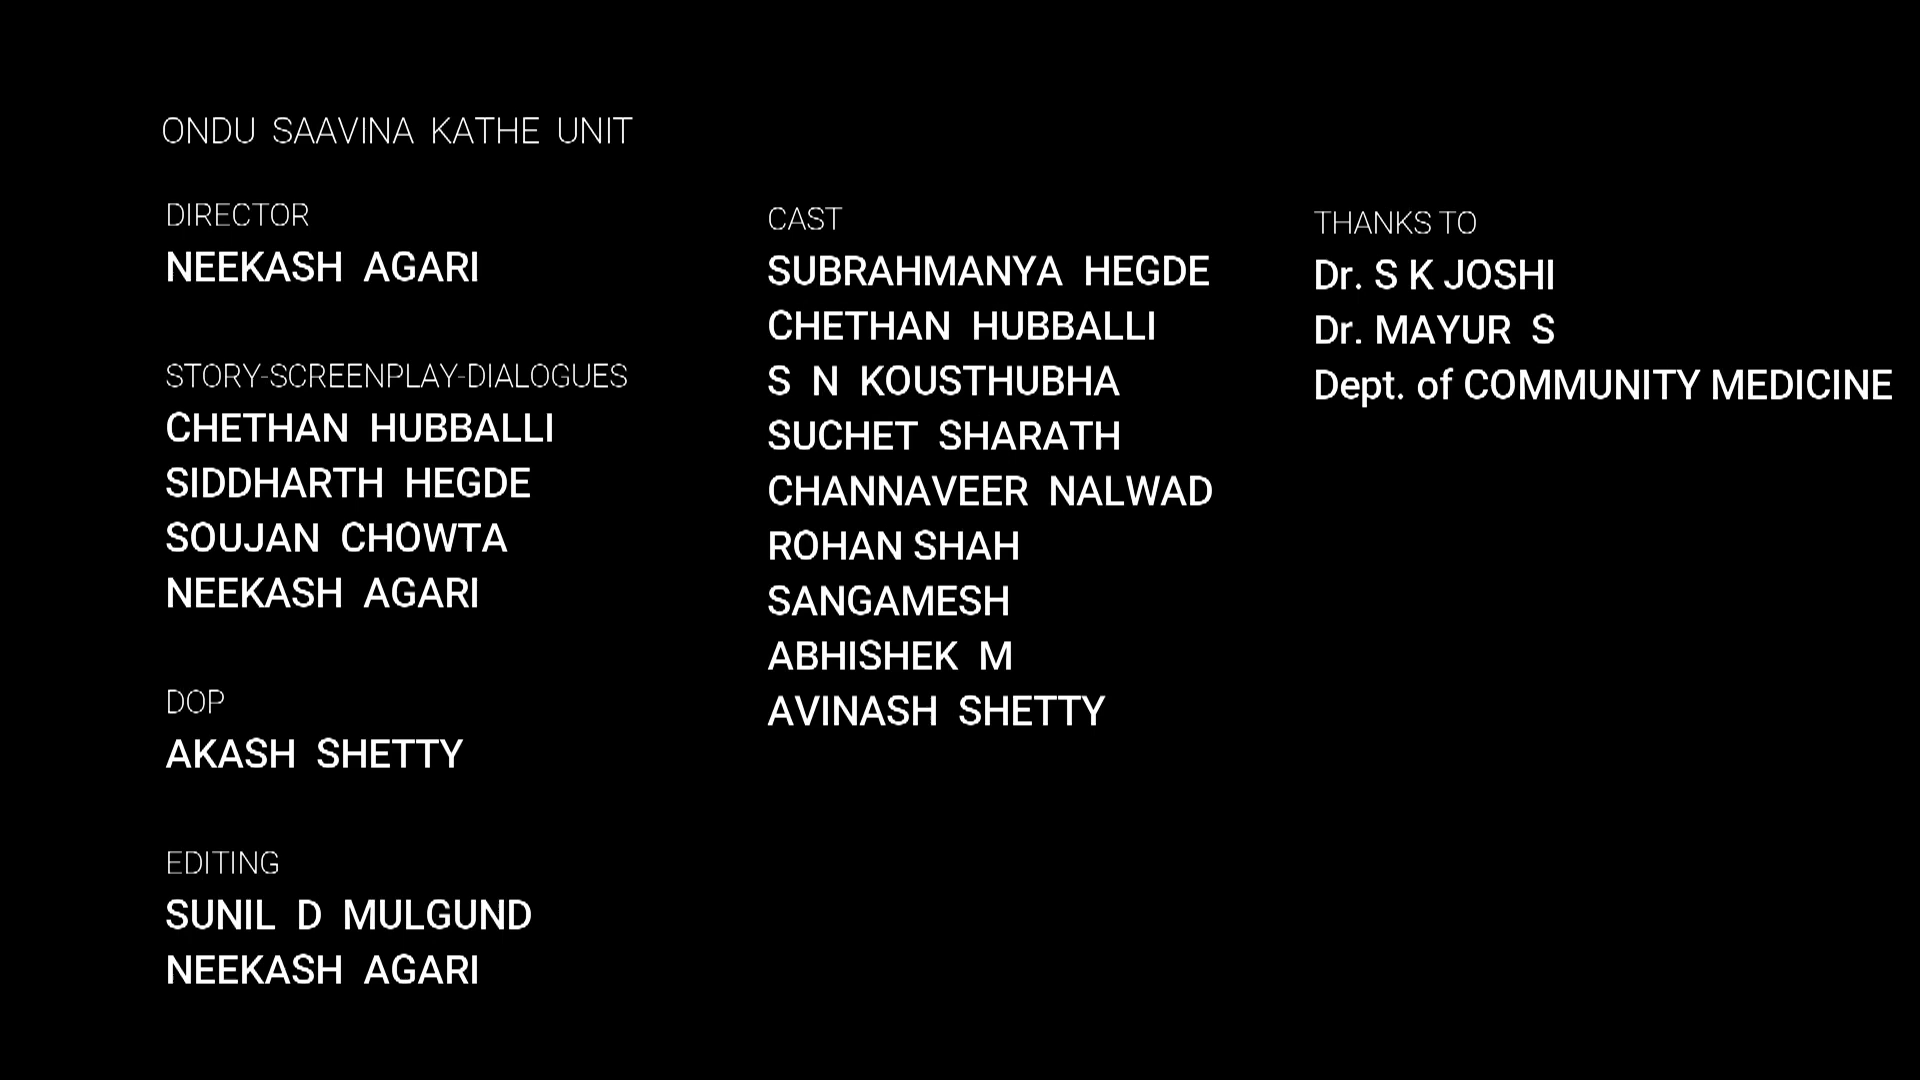 ONDU SAAVINA KATHE UNIT
DIRECTOR
NEEKASH AGARI
STORY-SCREENPLAY-DIALOGUES
CHETHAN HUBBALLI
SIDDHARTH HEGDE
SOUJAN CHOWTA
NEEKASH AGARI
DOP
AKASH SHETTY
EDITING
SUNIL D MULGUND
NEEKASH AGARI
CAST
SUBRAHMANYA HEGDE
CHETHAN HUBBALLI
S N KOUSTHUBHA
SUCHET SHARATH
CHANNAVEER NALWAD
ROHAN SHAH
SANGAMESH
ABHISHEK M
AVINASH SHETTY
THANKS TO
Dr. S K JOSHI
Dr. MAYUR S
Dept. of COMMUNITY MEDICINE